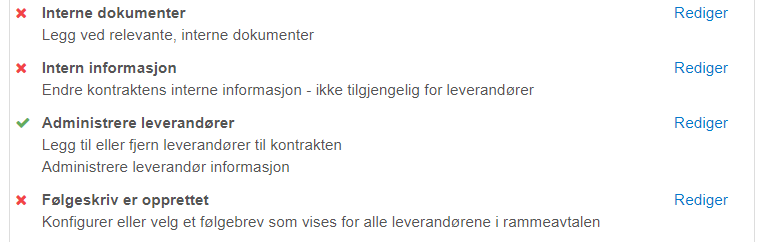 Interne dokumenter Rediger
Legg ved relevante, interne dokumenter
Intern informasjon Rediger
Endre kontraktens interne informasjon - ikke tilgjengelig for leverandører
Administrere leverandører Rediger
Legg til eller fjern leverandører til kontrakten
Administrere leverandør informasjon
Følgeskriv er opprettet Rediger
Konfigurer eller velg et følgebrev som vises for alle leverandørene i rammeavtalen